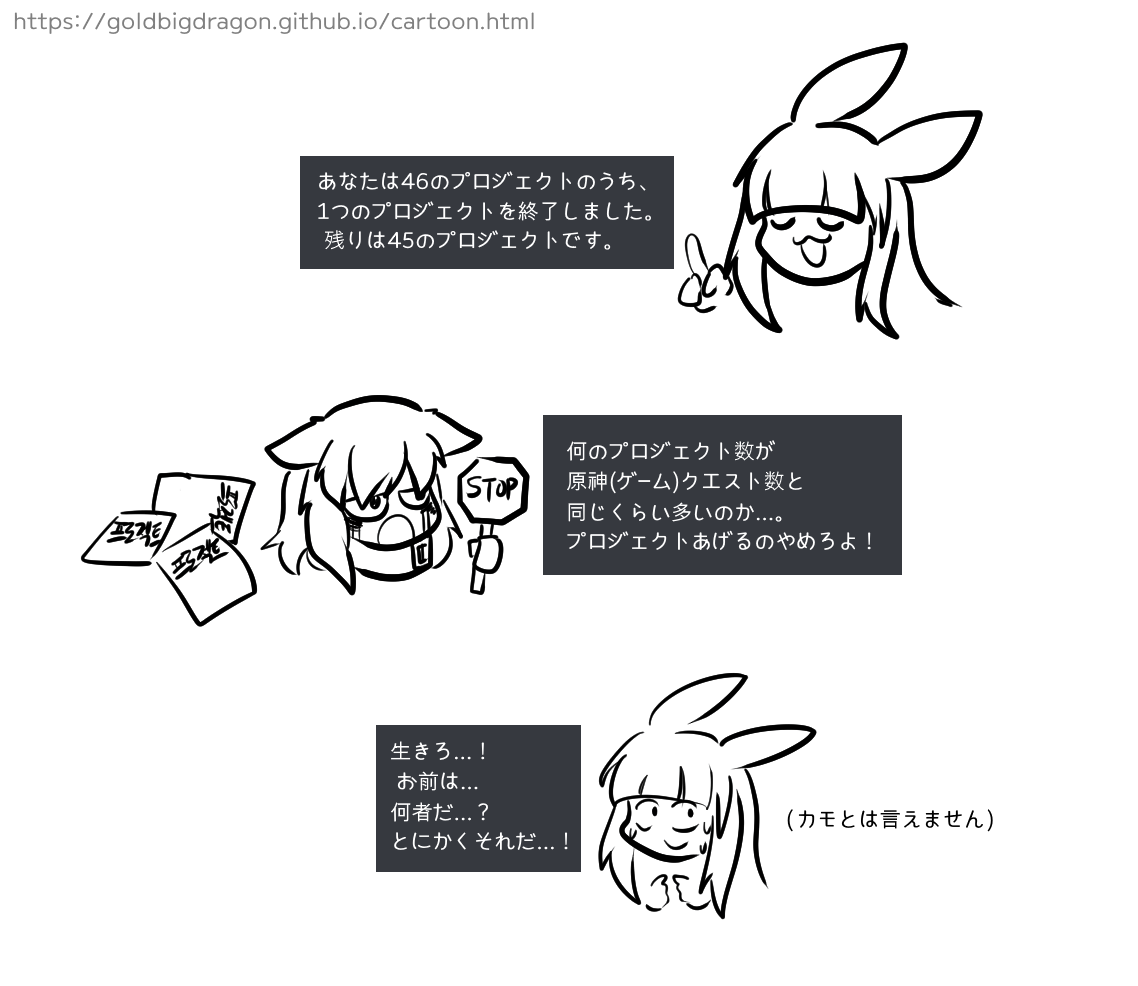 https://goldbigdragon.github.io/cartoon.html
あなたは46のプロジェクトのうち、
1つのプロジェクトを終了しました。
残りは45のプロジェクトです。
何のプロジェクト数が
原神(ゲーム)クエスト数と
同じくらい多いのか...。
プロジェクトあげるのやめろよ！
STOP
프로젝트
프로젝트
프로젝트
生きろ...！
お前は...
何者だ...？
とにかくそれだ...！
(カモとは言えません)